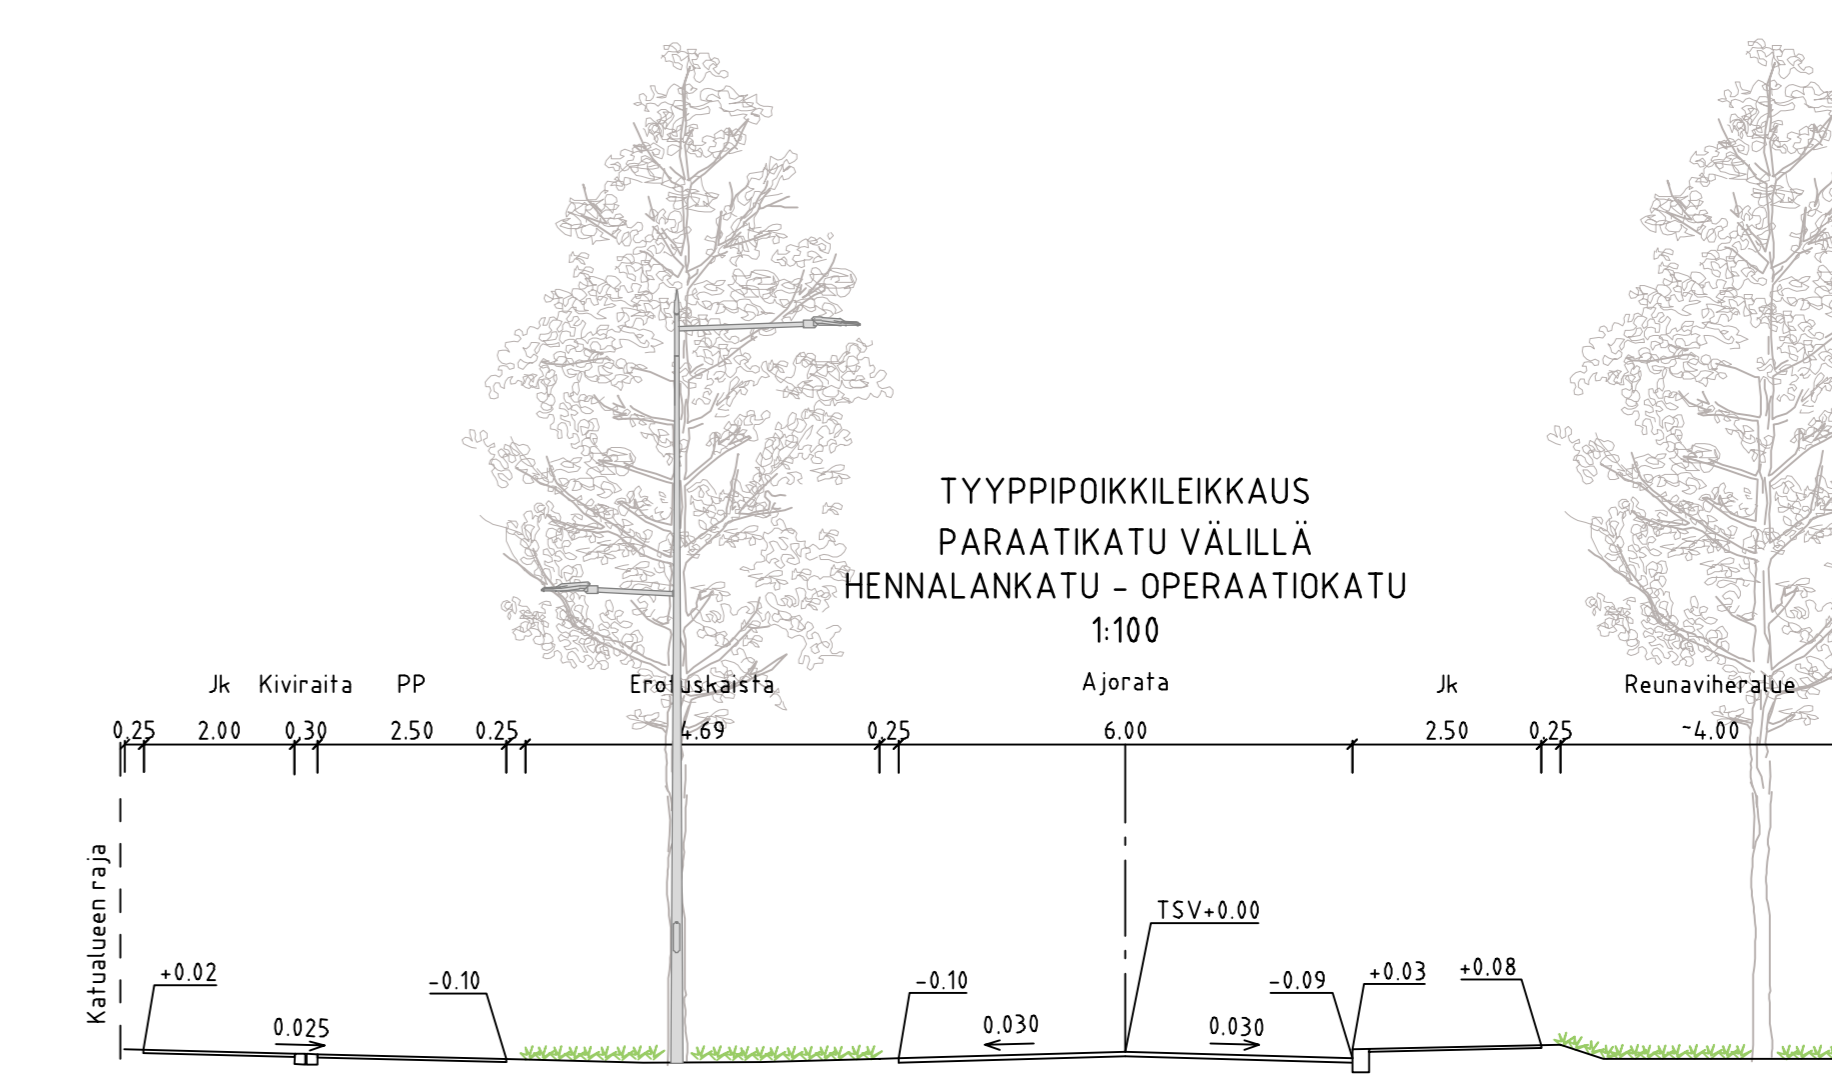 TYYPPIPOIKKILEIKKAUS
PARAATIKATU VÄLILLÄ
HENNALANKATU - OPERAATIOKATU
1:100
Jk Kiviraita PP Erotuskaista Ajorata Jk Reunaviheralue
0.25 2.00 0.30 2.50 0.25 4.69 0.25 6.00 2.50 0.25 ~4.00
Katualueen raja
TSV+0.00
+0.02 -0.10 -0.10 -0.09 +0.03 +0.08
0.025 0.030 0.030